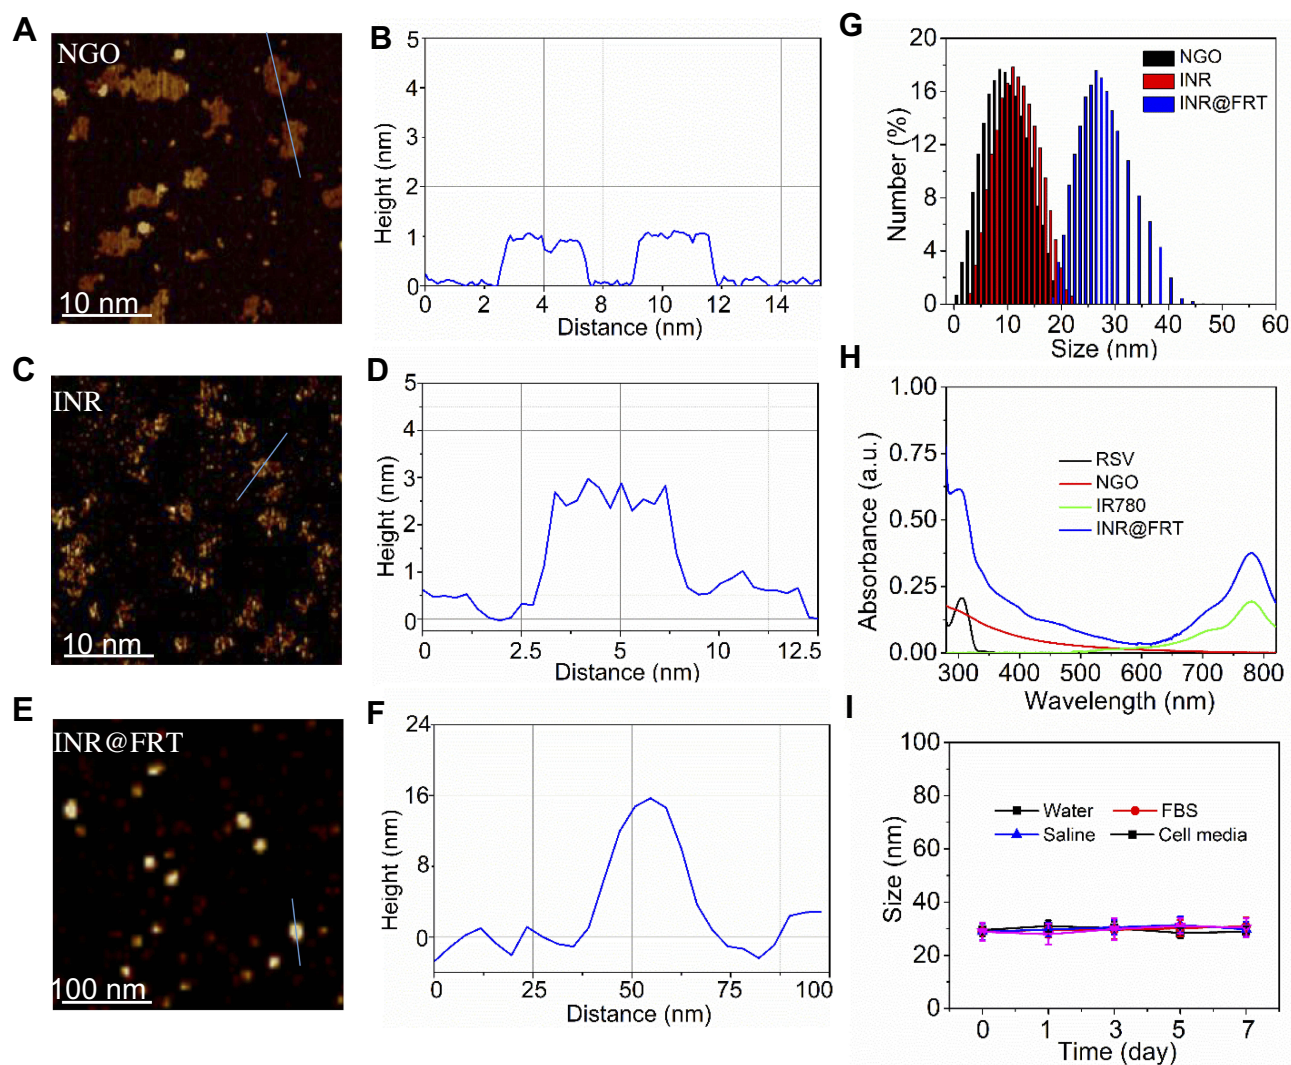 A
NGO
10 nm
B
5
4
3
2
1
0
Height (nm)
0 2 4 6 8 10 12 14
Distance (nm)
C
INR
10 nm
D
5
4
3
2
1
0
Height (nm)
0 2.5 5 10 12.5
Distance (nm)
E
INR@FRT
100 nm
F
24
16
8
0
Height (nm)
0 25 50 75 100
Distance (nm)
G
20
16
12
8
4
0
Number (%)
NGO
INR
INR@FRT
0 10 20 30 40 50 60
Size (nm)
H
1.00
0.75
0.50
0.25
0.00
Absorbance (a.u.)
RSV
NGO
IR780
INR@FRT
300 400 500 600 700 800
Wavelength (nm)
I
100
80
60
40
20
0
Size (nm)
Water FBS
Saline Cell media
0 1 3 5 7
Time (day)